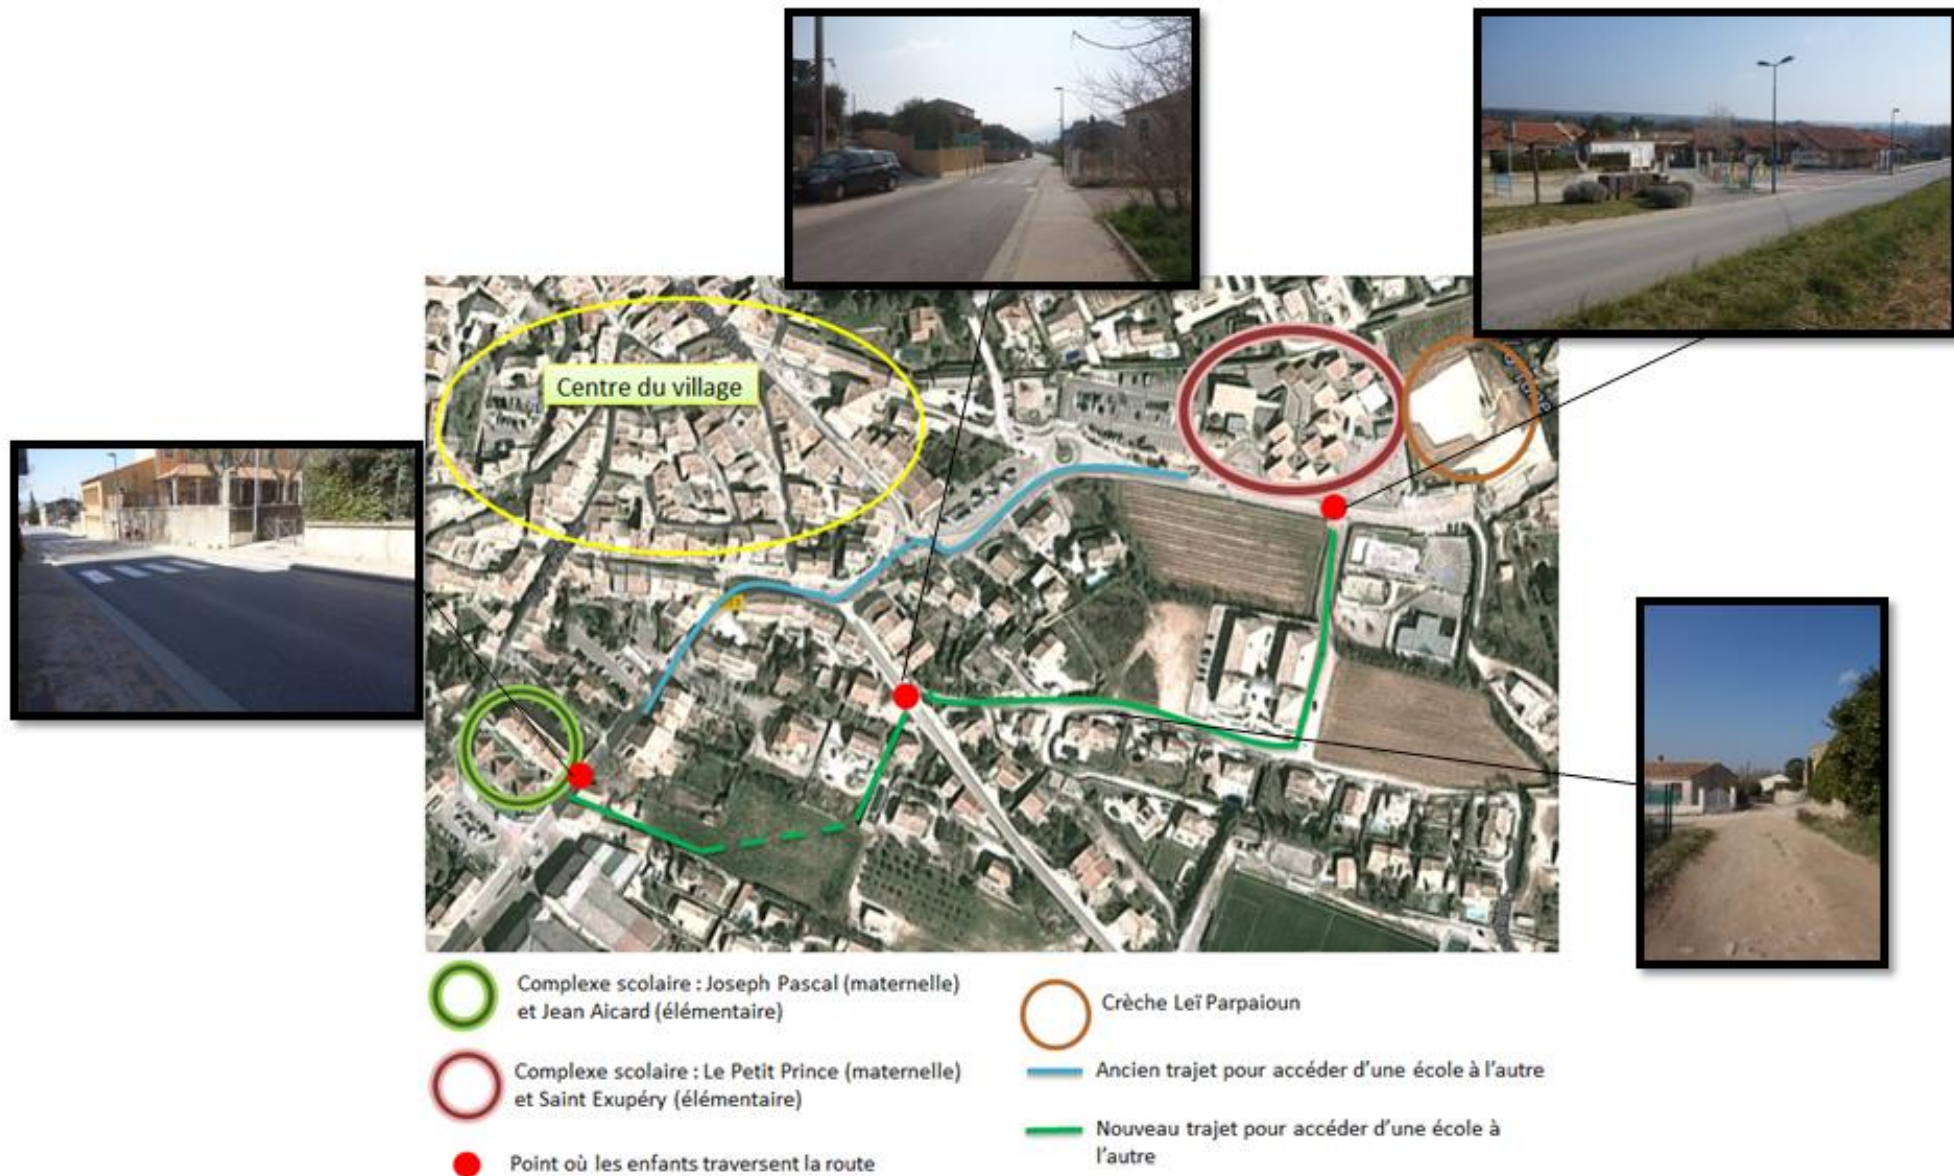 Centre du village
Complexe scolaire : Joseph Pascal (maternelle)
et Jean Aicard (élémentaire)
Complexe scolaire : Le Petit Prince (maternelle)
et Saint Exupéry (élémentaire)
Point où les enfants traversent la route
Crèche Leï Parpaioun
Ancien trajet pour accéder d'une école à l'autre
Nouveau trajet pour accéder d'une école à
l'autre